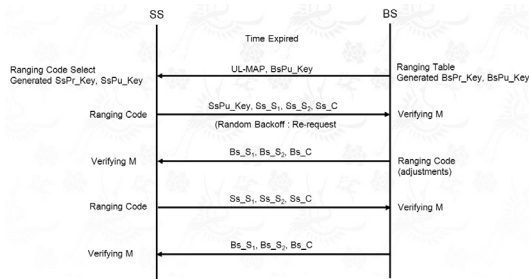 SS
BS
Time Expired
Ranging Code Select
Generated SsPr_Key, SsPu_Key
UL-MAP, BsPu_Key
Ranging Table
Generated BsPr_Key, BsPu_Key
Ranging Code
SsPu_Key, Ss_S1, Ss_S2, Ss_C
(Random Backoff : Re-request
Verifying M
Verifying M
Bs_S1, Bs_S2, Bs_C
Ranging Code
(adjustments)
Ranging Code
Ss_S1, Ss_S2, Ss_C
Verifying M
Verifying M
Bs_S1, Bs_S2, Bs_C